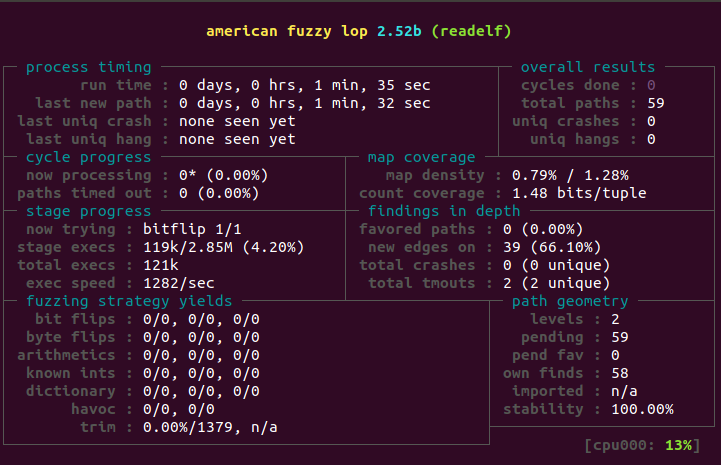 american fuzzy lop 2.52b (readelf)
process timing overall results
run time : 0 days, 0 hrs, 1 min, 35 sec cycles done : 0
last new path : 0 days, 0 hrs, 1 min, 32 sec total paths : 59
last uniq crash : none seen yet uniq crashes : 0
last uniq hang : none seen yet uniq hangs : 0
cycle progress map coverage
now processing : 0* (0.00%) map density : 0.79% / 1.28%
paths timed out : 0 (0.00%) count coverage : 1.48 bits/tuple
stage progress findings in depth
now trying : bitflip 1/1 favored paths : 0 (0.00%)
stage execs : 119k/2.85M (4.20%) new edges on : 39 (66.10%)
total execs : 121k total crashes : 0 (0 unique)
exec speed : 1282/sec total tmouts : 2 (2 unique)
fuzzing strategy yields path geometry
bit flips : 0/0, 0/0, 0/0 levels : 2
byte flips : 0/0, 0/0, 0/0 pending : 59
arithmetics : 0/0, 0/0, 0/0 pend fav : 0
known ints : 0/0, 0/0, 0/0 own finds : 58
dictionary : 0/0, 0/0, 0/0 imported : n/a
havoc : 0/0, 0/0 stability : 100.00%
trim : 0.00%/1379, n/a
[cpu000: 13%]